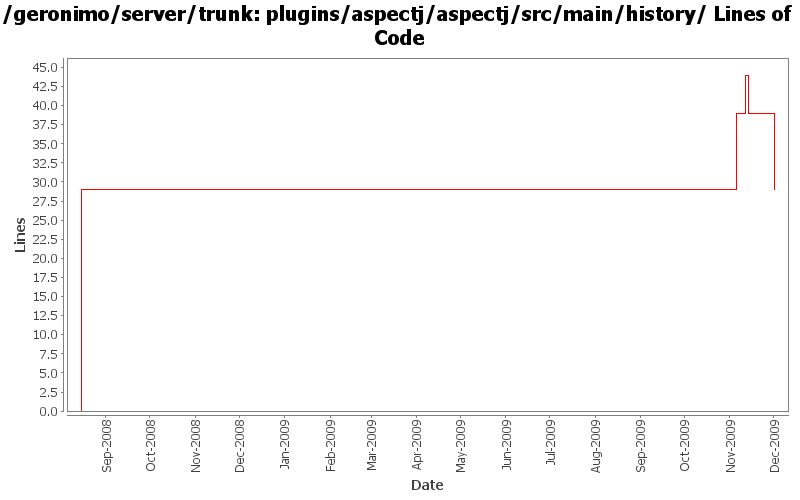 /geronimo/server/trunk: plugins/aspectj/aspectj/src/main/history/ Lines of
Code
45.0
42.5
40.0
37.5
35.0
32.5
30.0
27.5
25.0
22.5
20.0
17.5
15.0
12.5
10.0
7.5
5.0
2.5
0.0
Lines
Sep-2008
Oct-2008
Nov-2008
Dec-2008
Jan-2009
Feb-2009
Mar-2009
Apr-2009
May-2009
Jun-2009
Jul-2009
Aug-2009
Sep-2009
Oct-2009
Nov-2009
Dec-2009
Date